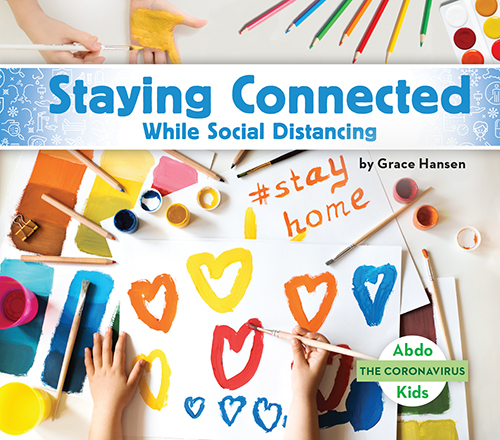 Staying Connected
While Social Distancing
by Grace Hansen
#stay
home
Abdo
THE CORONAVIRUS
Kids